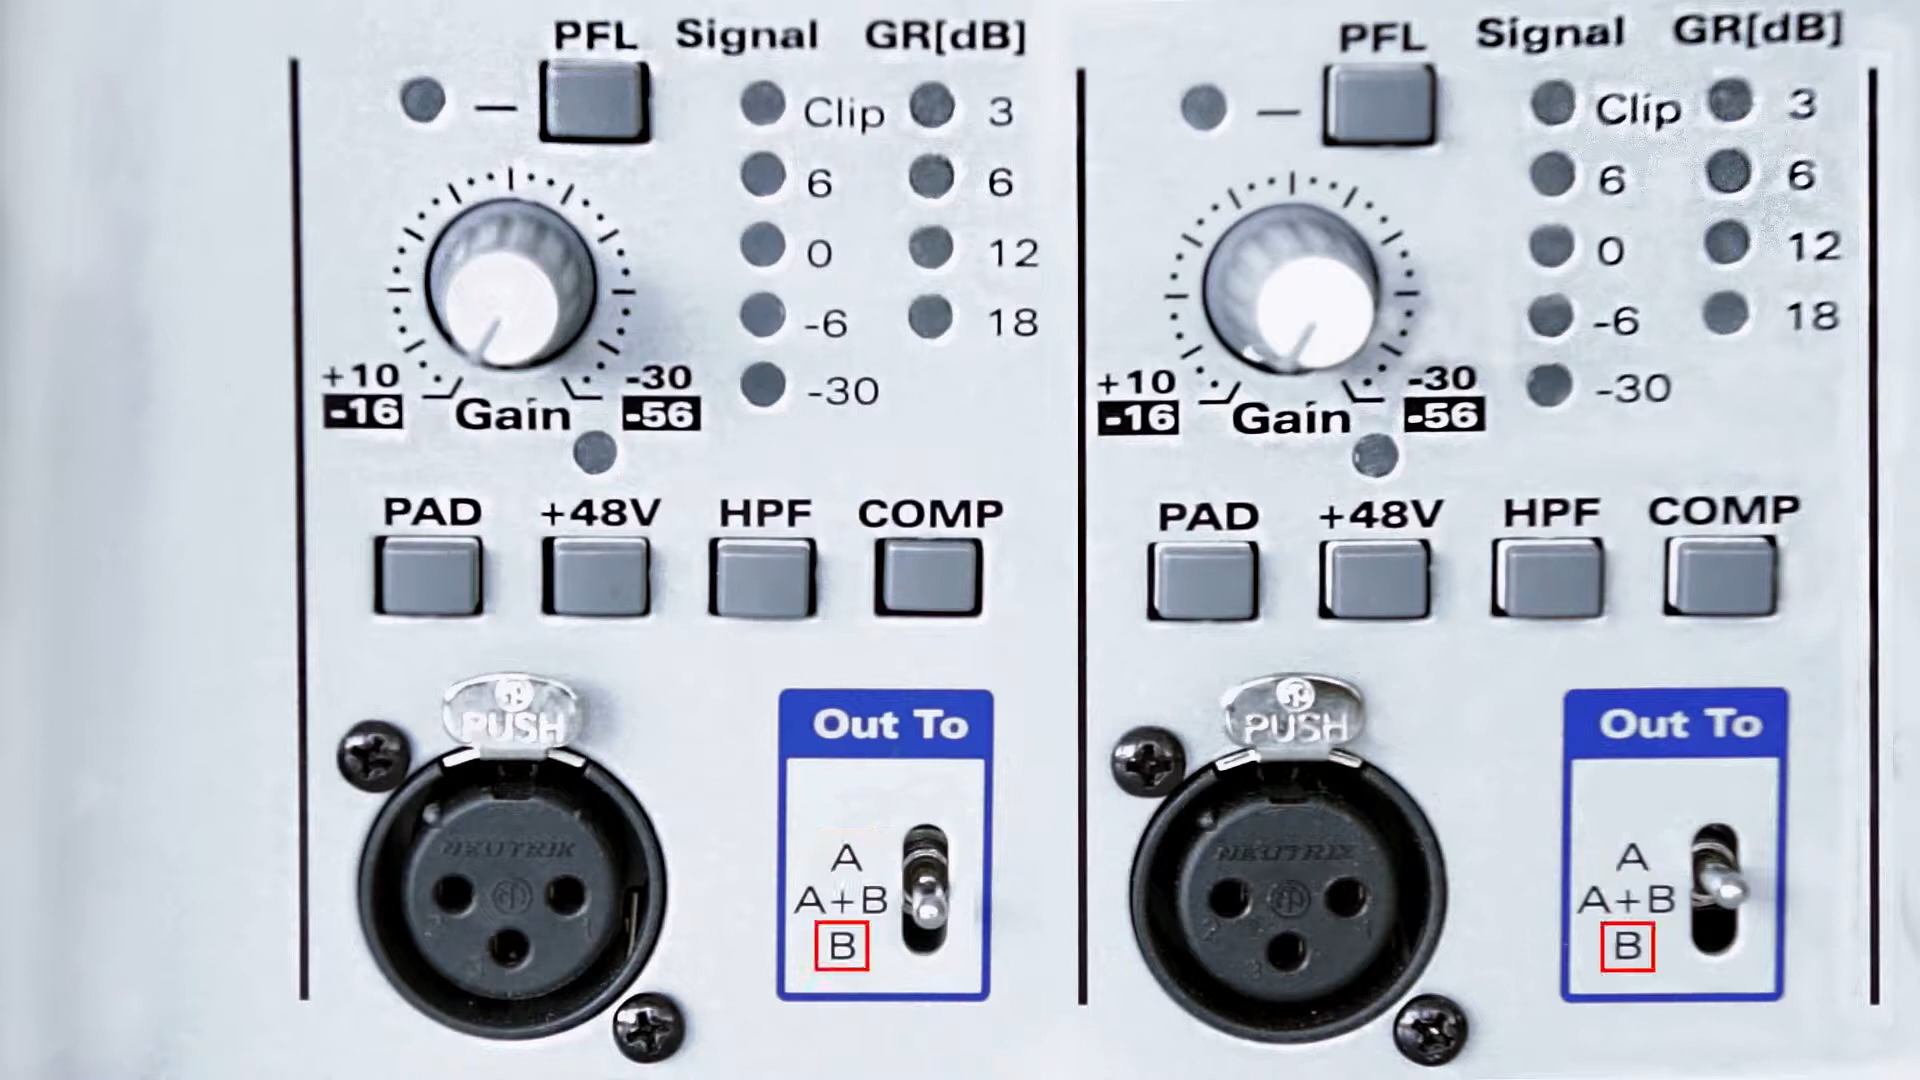 PFL Signal GR[dB]
Clip 3
6 6
0 12
-6 18
-30
+10 -30
-16 Gain -56
PAD +48V HPF COMP
PUSH
Out To
NEUTRIK
A
A+B
B
PFL Signal GR[dB]
Clip 3
6 6
0 12
-6 18
-30
+10 -30
-16 Gain -56
PAD +48V HPF COMP
PUSH
Out To
NEUTRIK
A
A+B
B